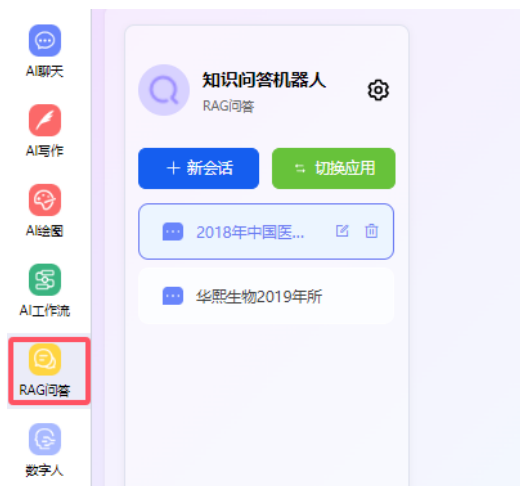 AI聊天
AI写作
AI绘图
AI工作流
RAG问答
数字人
知识问答机器人
RAG问答
+ 新会话
切换应用
2018年中国医...
华熙生物2019年所